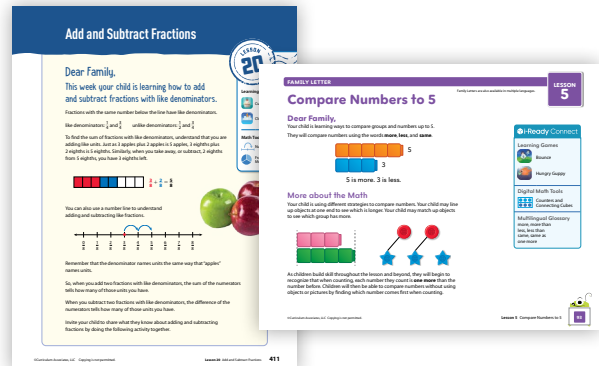 Add and Subtract Fractions
LESSON
20
Dear Family,
This week your child is learning how to add
and subtract fractions with like denominators.
Fractions with the same number below the line have like denominators.
like denominators: and unlike denominators: and
To find the sum of fractions with like denominators, understand that you are
adding like units. Just as 3 apples plus 2 apples is 5 apples, 3 eighths plus
2 eighths is 5 eighths. Similarly, when you take away, or subtract, 2 eighths
from 5 eighths, you have 3 eighths left.
3/8 + 2/8 = 5/8
You can also use a number line to understand
adding and subtracting like fractions.
Remember that the denominator names units the same way that "apples"
names units.
So, when you add two fractions with like denominators, the sum of the numerators
tells how many of those units you have.
When you subtract two fractions with like denominators, the difference of the
numerators tells how many of those units you have.
Invite your child to share what they know about adding and subtracting
fractions by doing the following activity together.
©Curriculum Associates, LLC Copying is not permitted.
Lesson 20 Add and Subtract Fractions 411
Learning
Math Too
FAMILY LETTER
Family Letters are also available in multiple languages.
LESSON
5
Compare Numbers to 5
Dear Family,
Your child is learning ways to compare groups and numbers up to 5.
They will compare numbers using the words more, less, and same.
5
3
5 is more. 3 is less.
More about the Math
Your child is using different strategies to compare numbers. Your child may line
up objects at one end to see which is longer. Your child may match up objects
to see which group has more.
As children build skill throughout the lesson and beyond, they will begin to
recognize that when counting, each number they count is one more than the
number before. Children will then be able to compare numbers without using
objects or pictures by finding which number comes first when counting.
i-Ready Connect
Learning Games
Bounce
Hungry Guppy
Digital Math Tools
Counters and
Connecting Cubes
Multilingual Glossary
more, more than
less, less than
same, same as
one more
©Curriculum Associates, LLC Copying is not permitted.
Lesson 5 Compare Numbers to 5